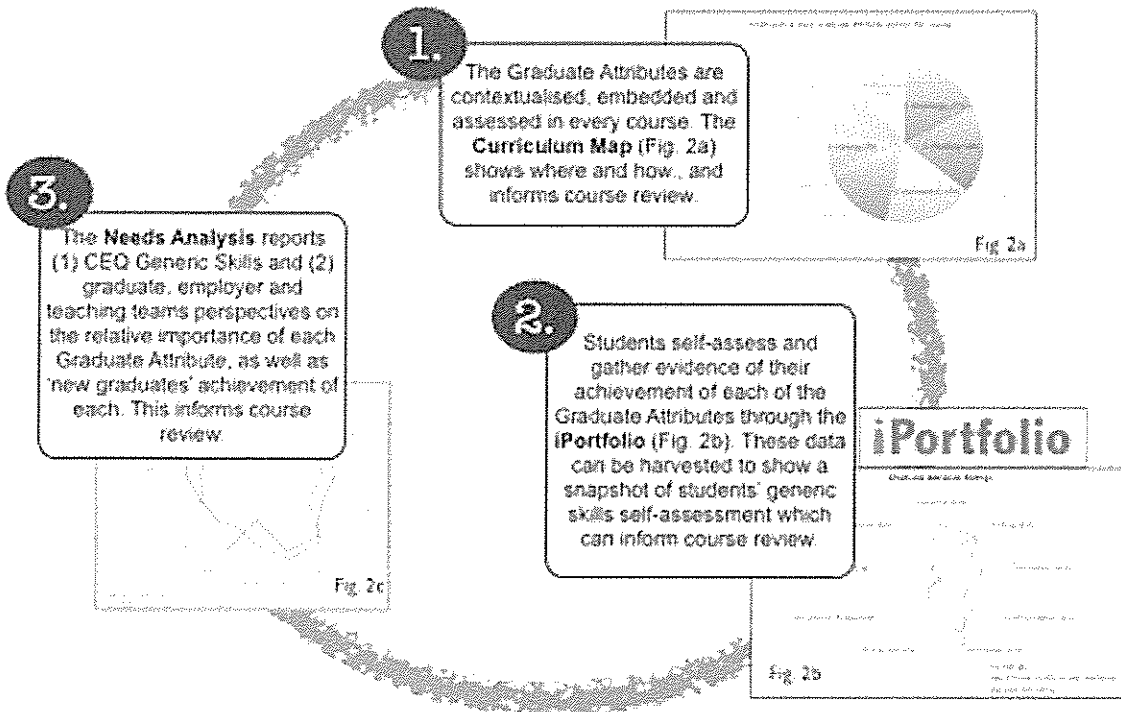 1.
The Graduate Attributes are
contextualised, embedded and
assessed in every course. The
Curriculum Map (Fig. 2a)
shows where and how., and
informs course review.
Fig. 2a
2.
Students self-assess and
gather evidence of their
achievement of each of the
Graduate Attributes through the
iPortfolio (Fig. 2b). These data
can be harvested to show a
snapshot of students' generic
skills self-assessment which
can inform course review.
iPortfolio
Fig. 2b
3.
The Needs Analysis reports
(1) CEQ Generic Skills and (2)
graduate, employer and
teaching teams perspectives on
the relative importance of each
Graduate Attribute, as well as
'new graduates' achievement of
each. This informs course
review.
Fig. 2c